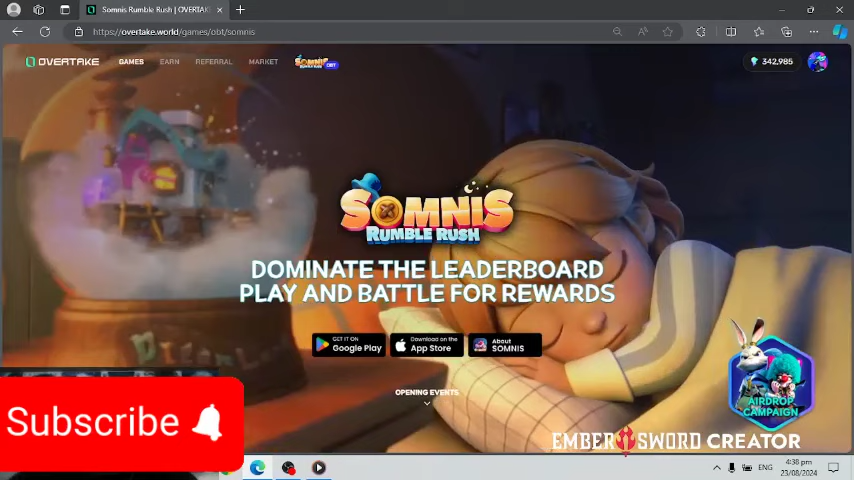 Somnis Rumble Rush | OVERTAKE
https://overtake.world/games/obt/somnis
OVERTAKE
GAMES
EARN
REFERRAL
MARKET
SOMNIS
OBT
342,985
SOMNIS
RUMBLE RUSH
DOMINATE THE LEADERBOARD
PLAY AND BATTLE FOR REWARDS
GET IT ON
Google Play
Download on the
App Store
About
SOMNIS
OPENING EVENTS
AIRDROP
CAMPAIGN
Subscribe
EMBER SWORD CREATOR
ENG
4:38 pm
23/08/2024